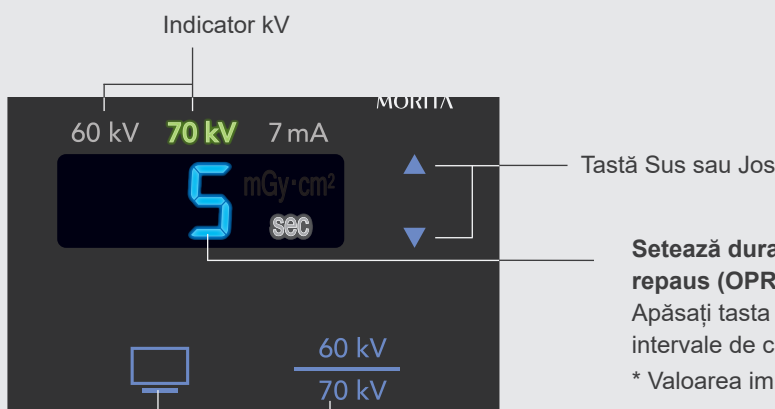 Indicator kV
MORITA
60 kV 70 kV 7 mA
5 mGy·cm²
sec
Tastă Sus sau Jos
Setează dura
repaus (OPR
Apăsați tasta
intervale de c
* Valoarea im
60 kV
70 kV